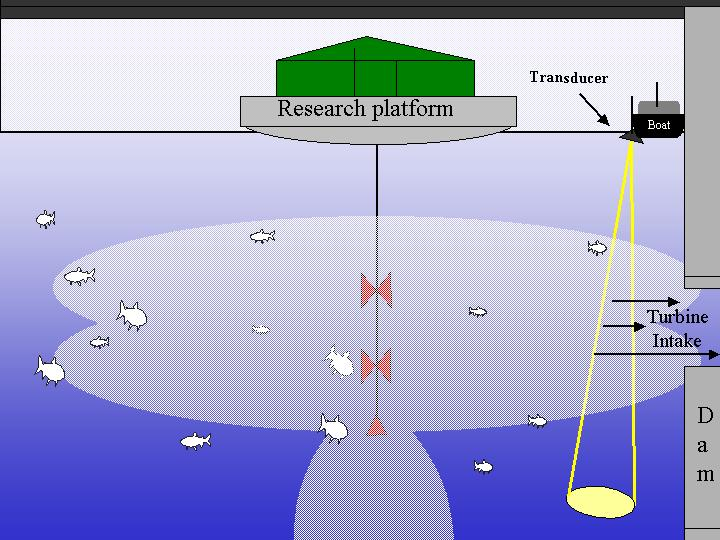 Transducer
Research platform
Boat
Turbine
Intake
D
a
m